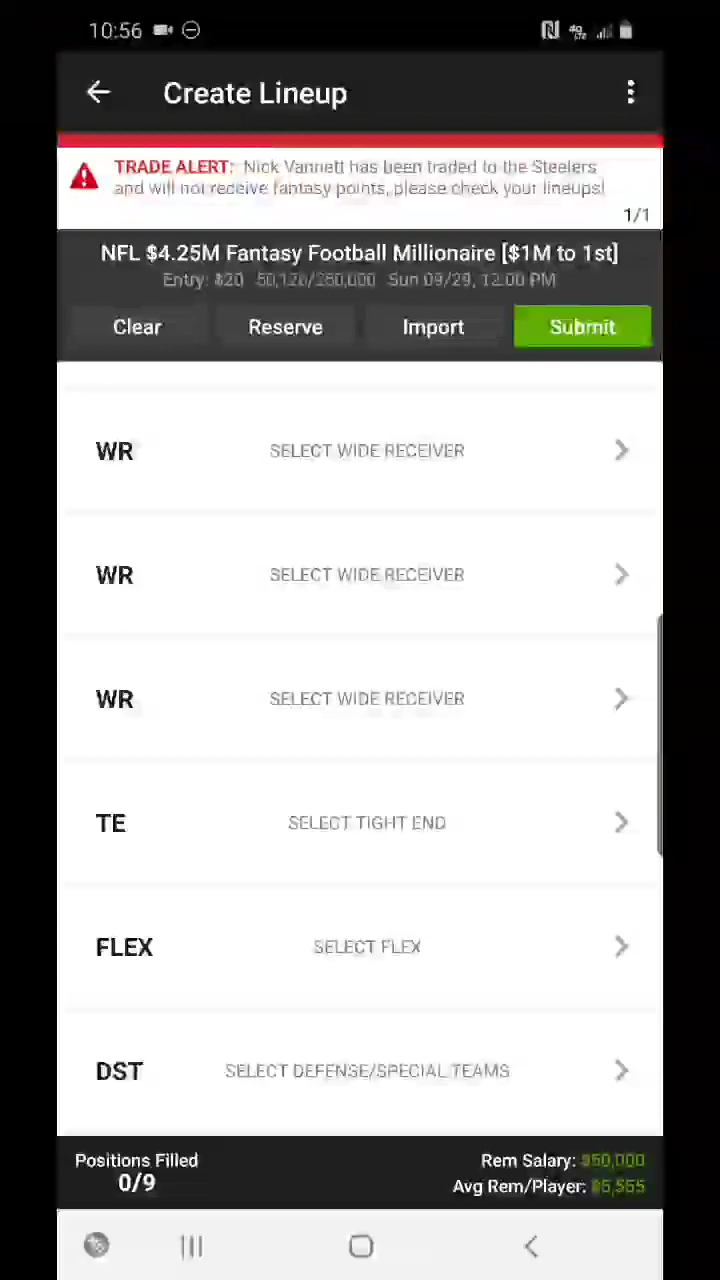 10:56
Create Lineup
TRADE ALERT: Nick Vannett has been traded to the Steelers
and will not receive fantasy points, please check your lineups!
1/1
NFL $4.25M Fantasy Football Millionaire [$1M to 1st]
Entry: $20 Sun 09/29, 12:00 PM
Clear Reserve Import Submit
WR SELECT WIDE RECEIVER
WR SELECT WIDE RECEIVER
WR SELECT WIDE RECEIVER
TE SELECT TIGHT END
FLEX SELECT FLEX
DST SELECT DEFENSE/SPECIAL TEAMS
Positions Filled Rem Salary: $50,000
0/9 Avg Rem/Player: $5,555